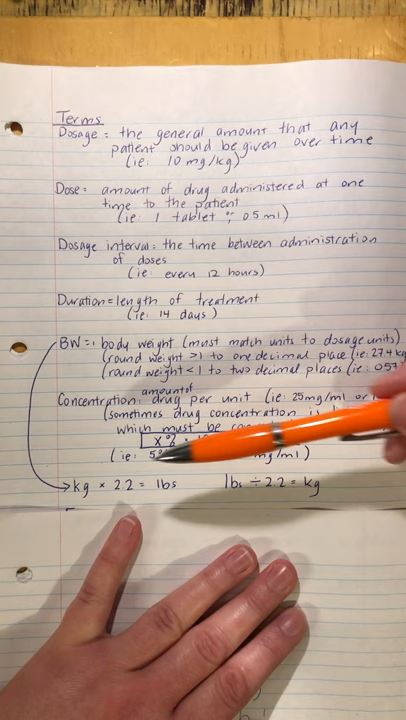 Terms
Dosage = the general amount that any
patient should be given over time
(ie: 10 mg/kg)
Dose = amount of drug administered at one
time to the patient
(ie: 1 tablet ; 0.5 ml)
Dosage interval = the time between administration
of doses
(ie: every 12 hours)
Duration = length of treatment
(ie: 14 days)
BW = body weight (must match units to dosage units)
(round weight >1 to one decimal place (ie: 27.4 kg
(round weight <1 to two decimal places (ie: 0.57
amount of
Concentration: drug per unit (ie: 25mg/ml or
(sometimes drug concentration is
which must be
x%
(ie: 5% mg/ml)
kg × 2.2 = lbs lbs ÷ 2.2 = kg